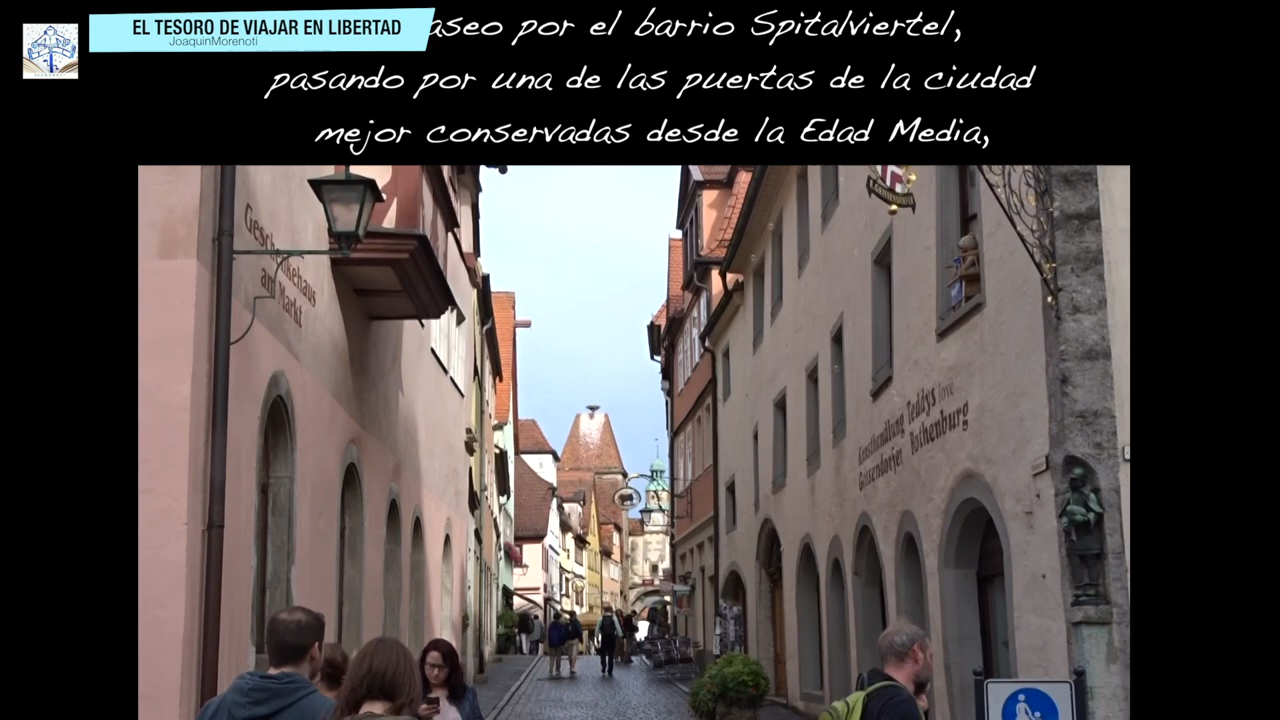 EL TESORO DE VIAJAR EN LIBERTAD
JoaquinMorenoti
aseo por el barrio Spitalviertel,
pasando por una de las puertas de la ciudad
mejor conservadas desde la Edad Media,
Geschenkehaus
am Markt
Kunsthandlung Teddys love
Geissendörfer Rothenburg